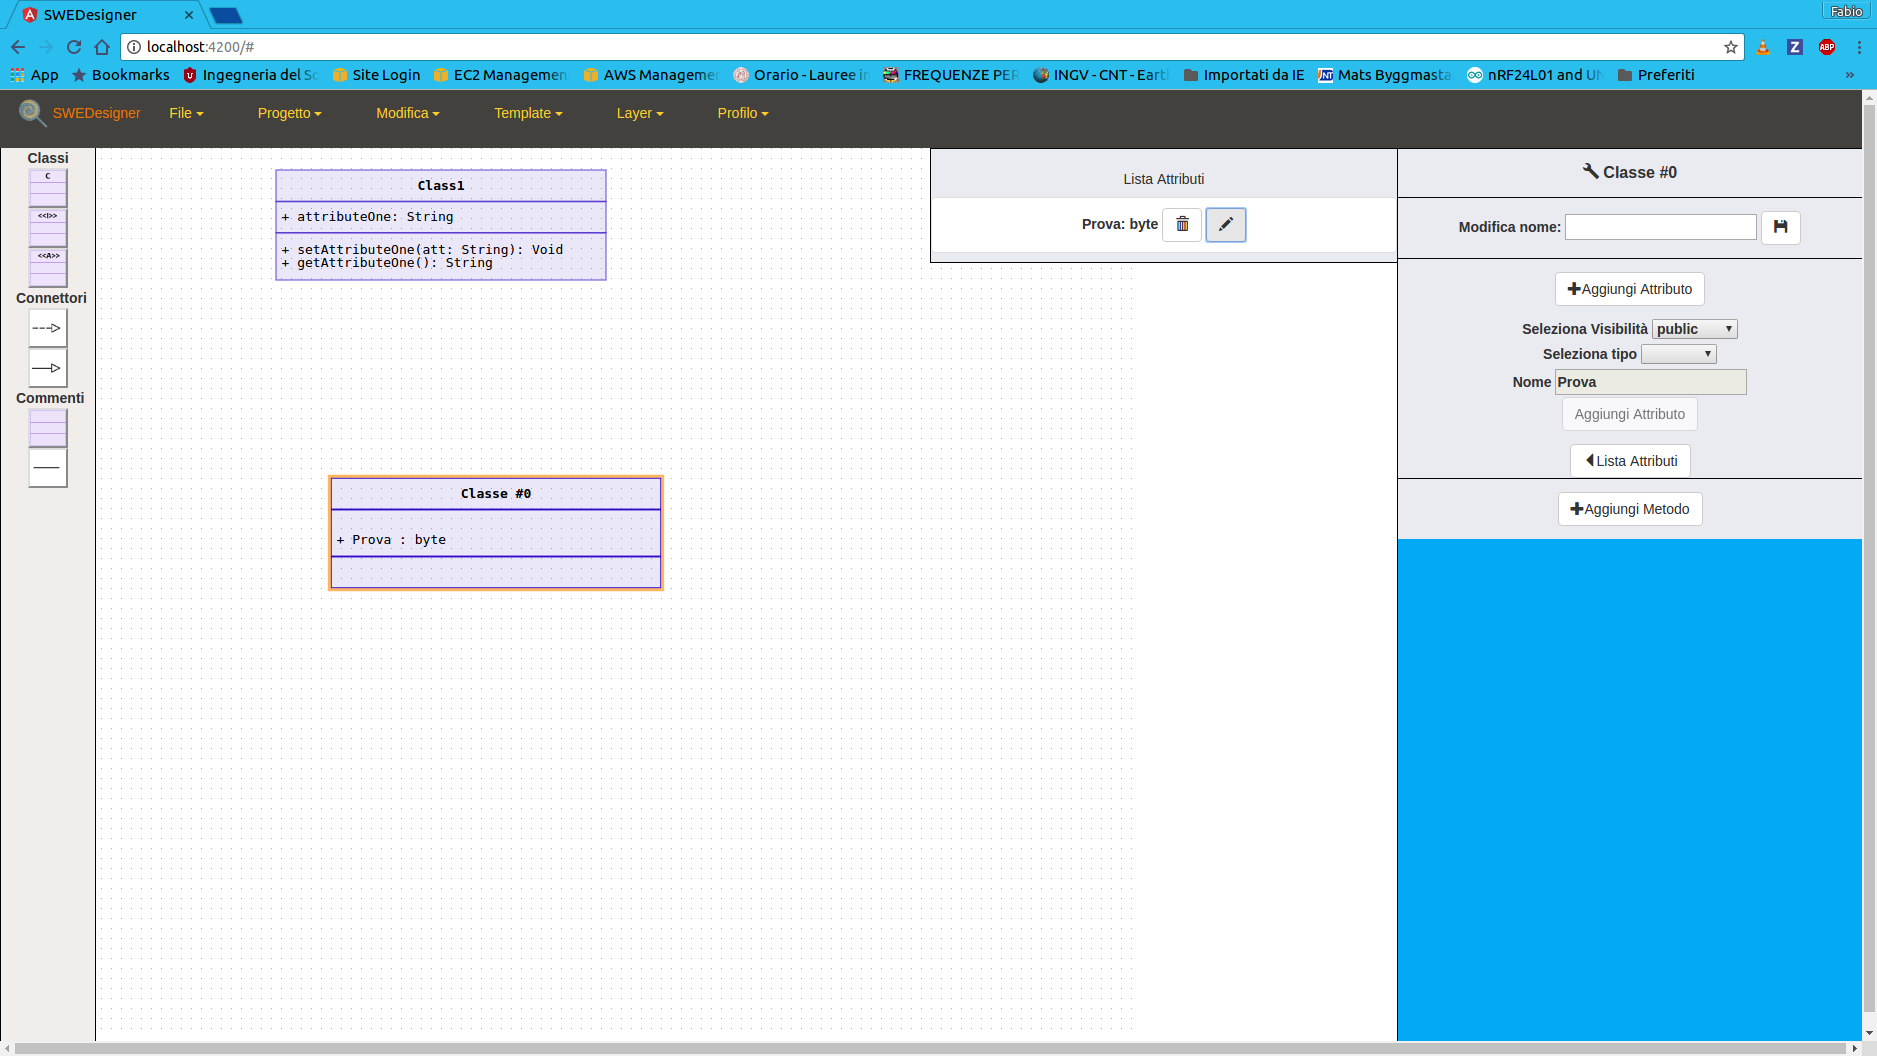 SWEDesigner
Fabio
localhost:4200/#
App
Bookmarks
Ingegneria del
Site Login
EC2 Managemen
AWS Managemer
Orario - Lauree in
FREQUENZE PER
INGV - CNT - Eart
Importati da IE
Mats Byggmasta
nRF24L01 and UN
Preferiti
»
SWEDesigner
File
Progetto
Modifica
Template
Layer
Profilo
Classi
C
<<I>>
<<A>>
Connettori
Commenti
Class1
+ attributeOne: String
+ setAttributeOne(att: String): Void
+ getAttributeOne(): String
Classe #0
+ Prova : byte
Lista Attributi
Prova: byte
Classe #0
Modifica nome:
Aggiungi Attributo
Seleziona Visibilità public
Seleziona tipo
Nome Prova
Aggiungi Attributo
Lista Attributi
Aggiungi Metodo
Z
ABP